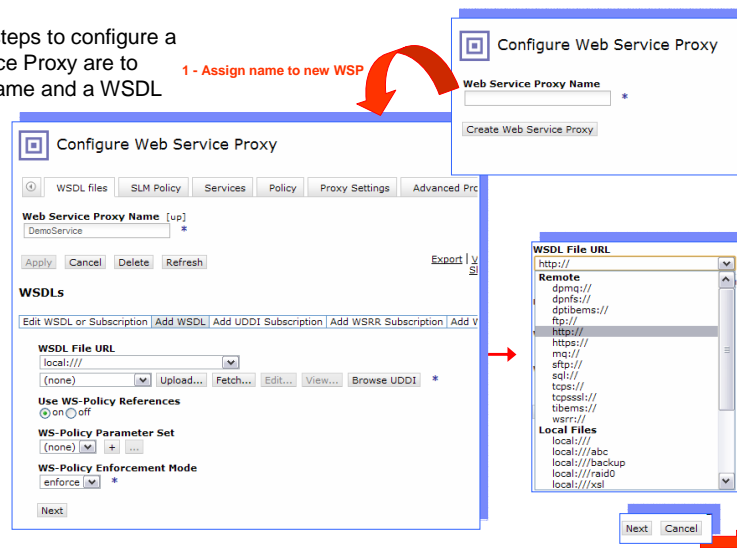 teps to configure a
ce Proxy are to
ame and a WSDL
1 - Assign name to new WSP
Configure Web Service Proxy
Web Service Proxy Name
*
Create Web Service Proxy
Configure Web Service Proxy
WSDL files SLM Policy Services Policy Proxy Settings Advanced Pro
Web Service Proxy Name [up]
DemoService *
Apply Cancel Delete Refresh
Export | V
WSDLs
Edit WSDL or Subscription Add WSDL Add UDDI Subscription Add WSRR Subscription Add W
WSDL File URL
local:///
(none) Upload... Fetch... Edit... View... Browse UDDI *
Use WS-Policy References
on off
WS-Policy Parameter Set
(none) + ...
WS-Policy Enforcement Mode
enforce *
Next
WSDL File URL
http://
Remote
dpmq://
dpnfs://
dptibems://
ftp://
http://
https://
mq://
sftp://
sql://
tcps://
tcpsssl://
tibems://
wsrr://
Local Files
local:///
local:///abc
local:///backup
local:///raid0
local:///xsl
Next Cancel